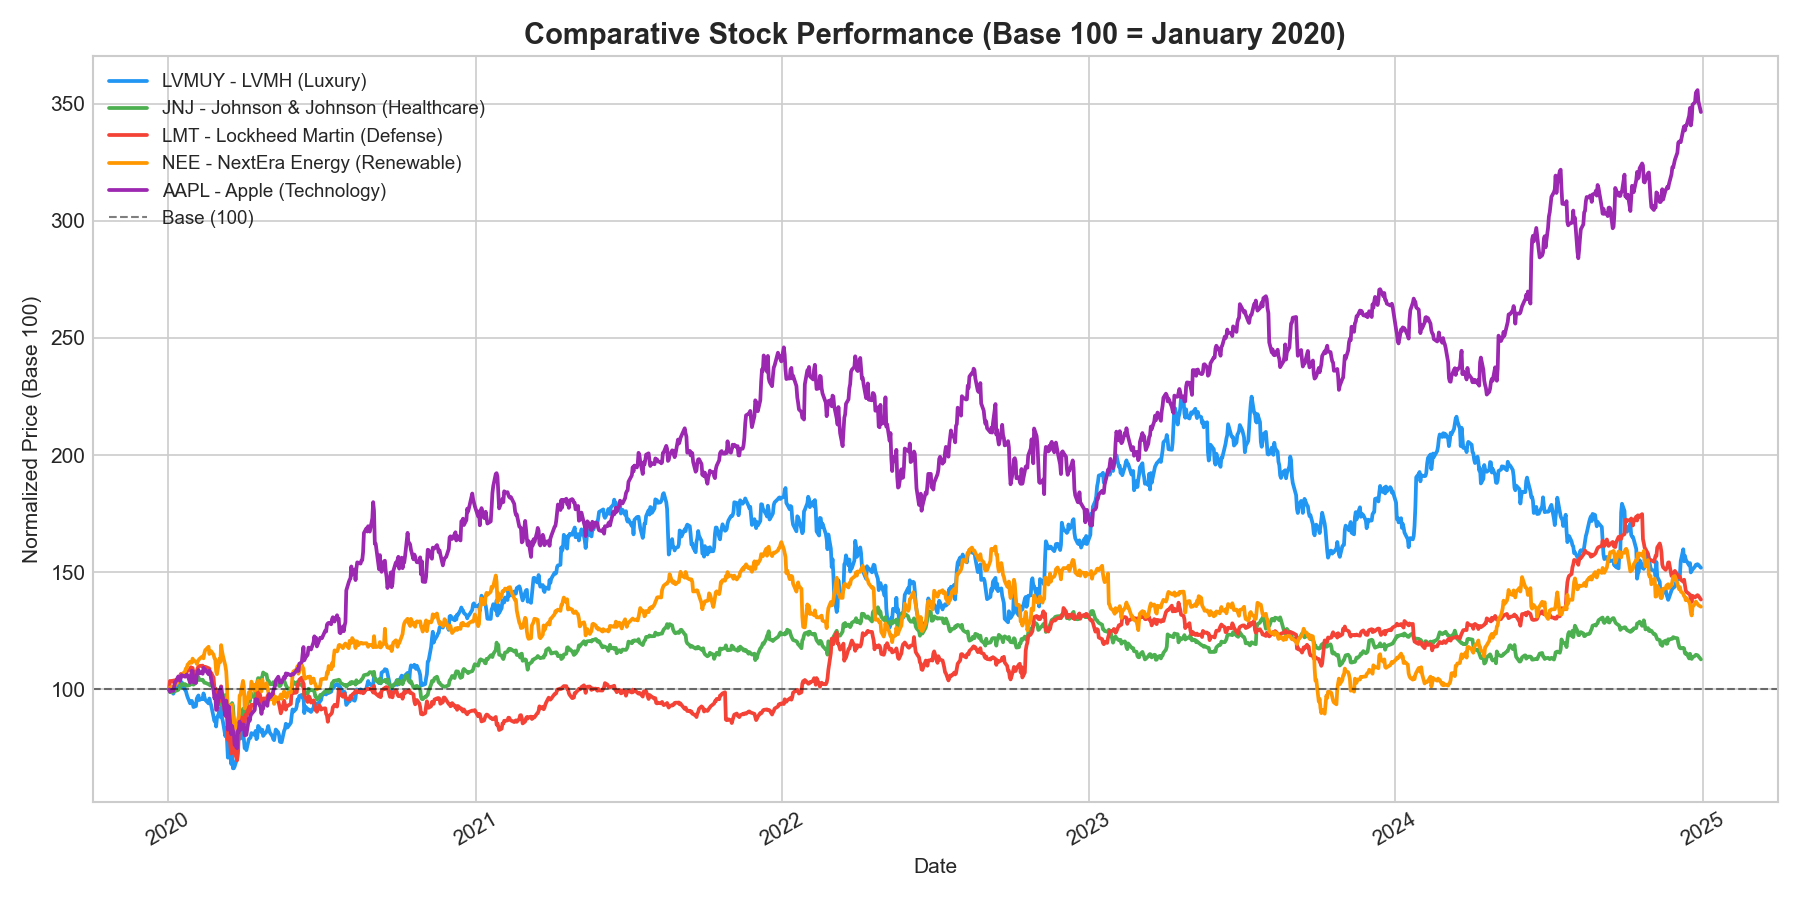 Comparative Stock Performance (Base 100 = January 2020)
LVMUY - LVMH (Luxury)
JNJ - Johnson & Johnson (Healthcare)
LMT - Lockheed Martin (Defense)
NEE - NextEra Energy (Renewable)
AAPL - Apple (Technology)
Base (100)
Normalized Price (Base 100)
350
300
250
200
150
100
2020
2021
2022
2023
2024
2025
Date